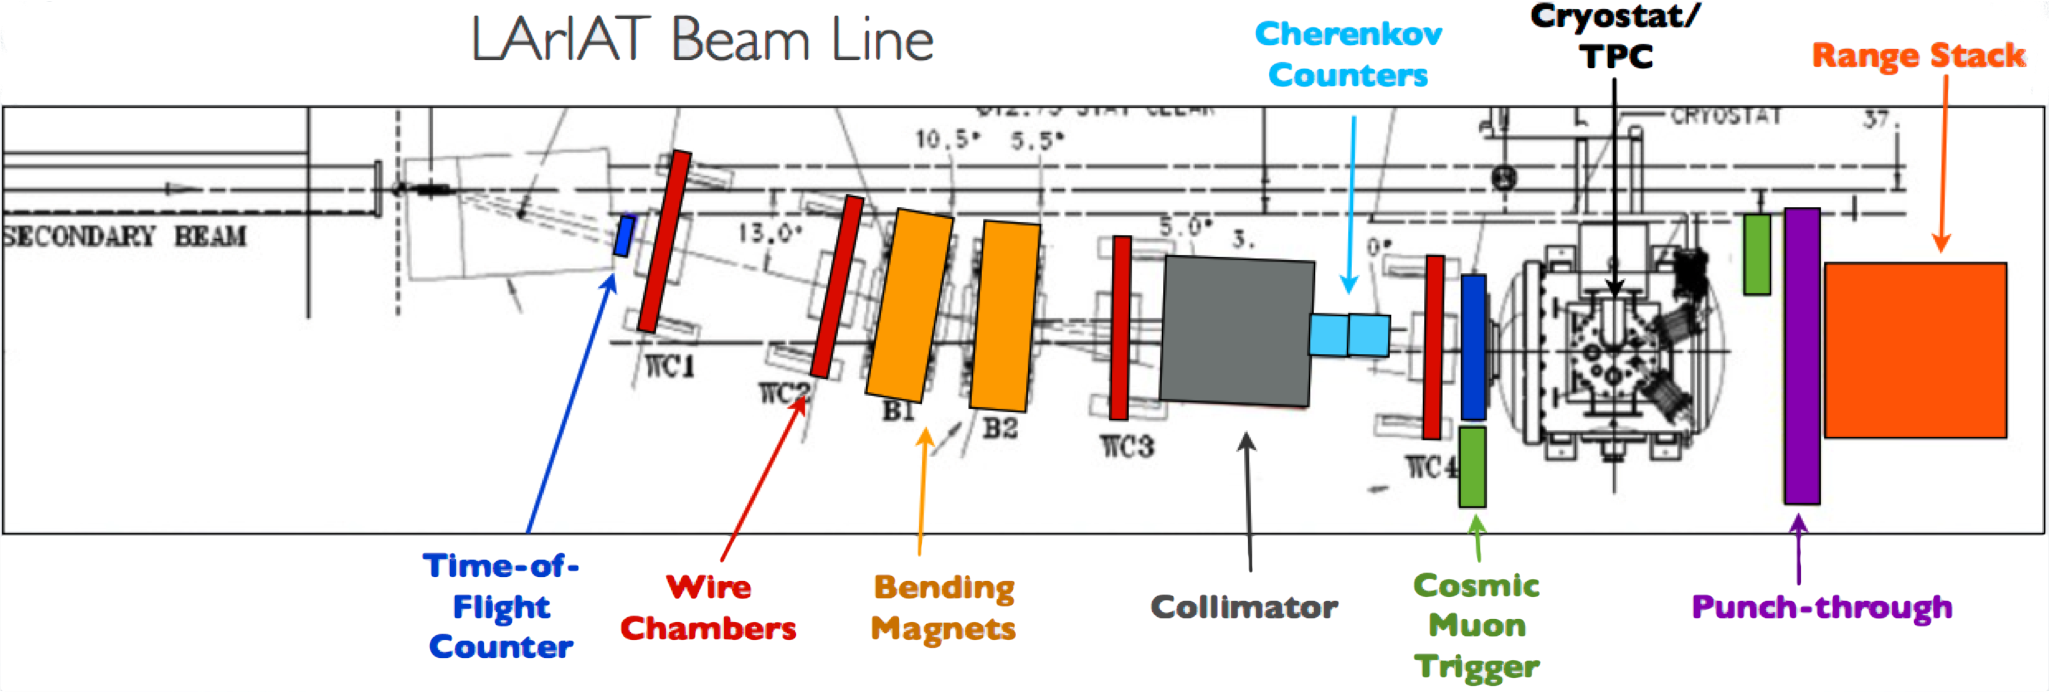 LArIAT Beam Line
Cherenkov
Counters
Cryostat/
TPC
Range Stack
CRYOSTAT
37.
10.5°
5.5°
SECONDARY BEAM
13.0°
5.0°
3.
0°
WC1
WC2
B1
B2
WC3
WC4
Time-of-
Flight
Counter
Wire
Chambers
Bending
Magnets
Collimator
Cosmic
Muon
Trigger
Punch-through